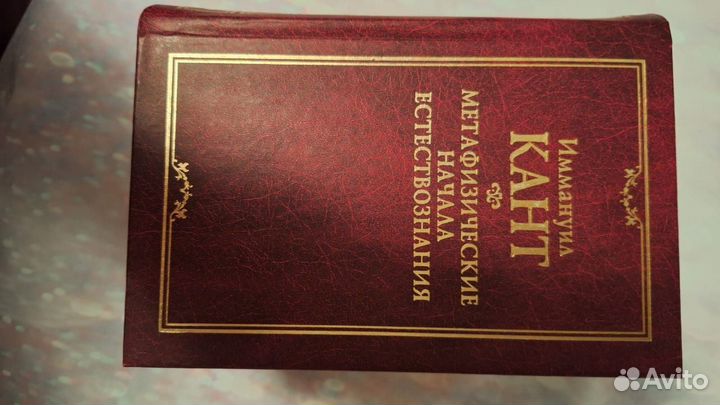 Иммануил
КАНТ
МЕТАФИЗИЧЕСКИЕ
НАЧАЛА
ЕСТЕСТВОЗНАНИЯ
Avito